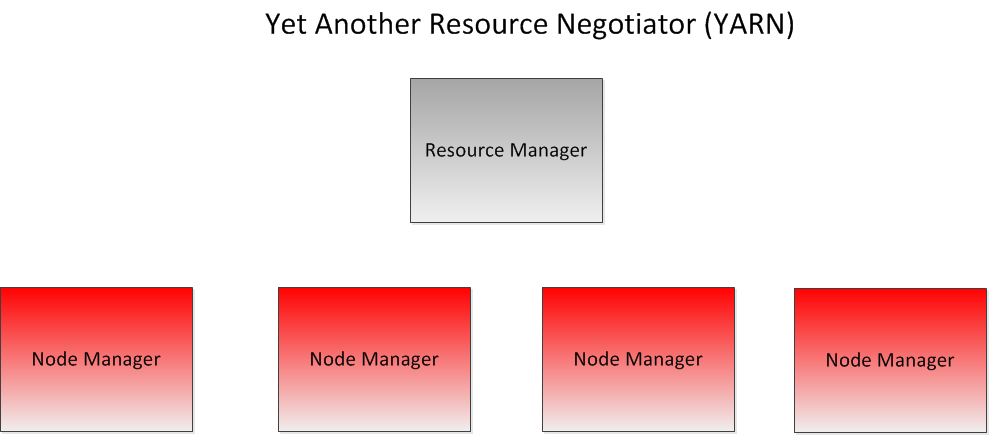 Yet Another Resource Negotiator (YARN)
Resource Manager
Node Manager
Node Manager
Node Manager
Node Manager